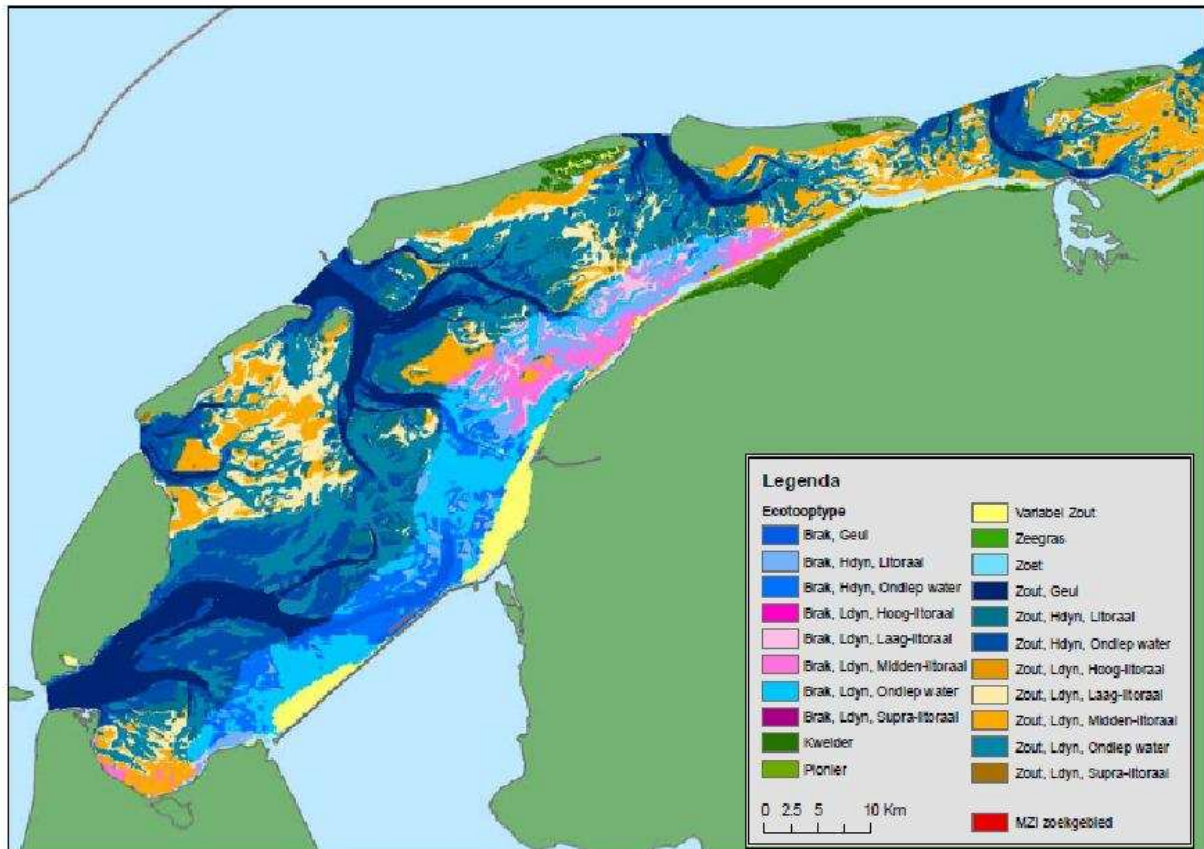 Legenda
Ecotooptype
Brak, Geul
Brak, Hdyn, Litoraal
Brak, Hdyn, Ondiep water
Brak, Ldyn, Hoog-litoraal
Brak, Ldyn, Laag-litoraal
Brak, Ldyn, Midden-litoraal
Brak, Ldyn, Ondiep water
Brak, Ldyn, Supra-litoraal
Kwelder
Pionier
Variabel Zout
Zeegras
Zoet
Zout, Geul
Zout, Hdyn, Litoraal
Zout, Hdyn, Ondiep water
Zout, Ldyn, Hoog-litoraal
Zout, Ldyn, Laag-litoraal
Zout, Ldyn, Midden-litoraal
Zout, Ldyn, Ondiep water
Zout, Ldyn, Supra-litoraal
MZI zoekgebied
0 2.5 5 10 Km